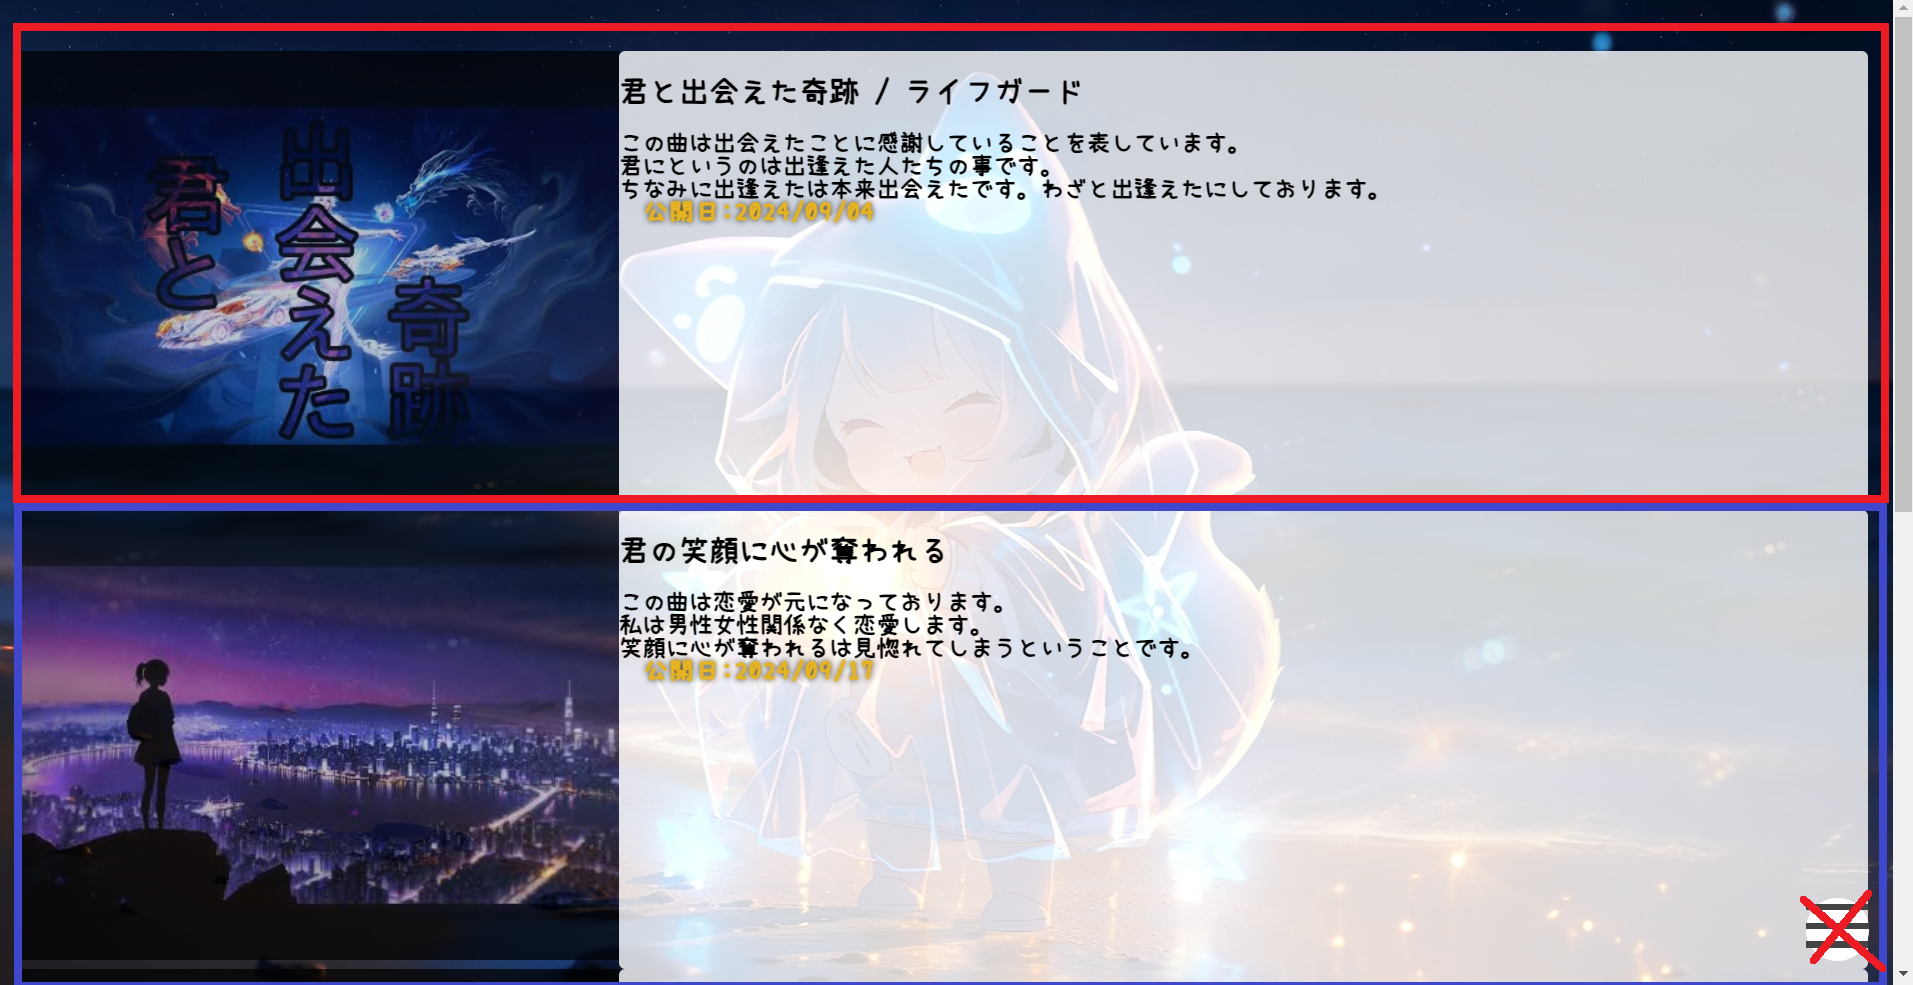 君と
出会えた
奇跡
君と出会えた奇跡 / ライフガード
この曲は出会えたことに感謝していることを表しています。
君にというのは出逢えた人たちの事です。
ちなみに出逢えたは本来出会えたです。わざと出逢えたにしております。
公開日:2024/09/04
君の笑顔に心が奪われる
この曲は恋愛が元になっております。
私は男性女性関係なく恋愛します。
笑顔に心が奪われるは見惚れてしまうということです。
公開日:2024/09/17